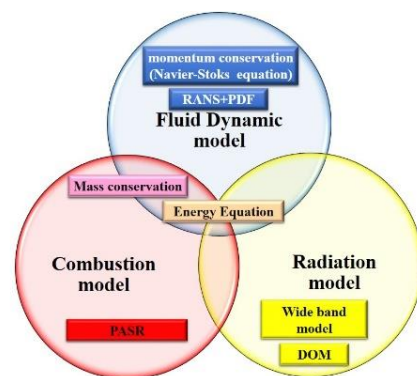 momentum conservation
(Navier-Stoks equation)
RANS+PDF
Fluid Dynamic
model
Mass conservation
Energy Equation
Combustion
model
PASR
Radiation
model
Wide band
model
DOM